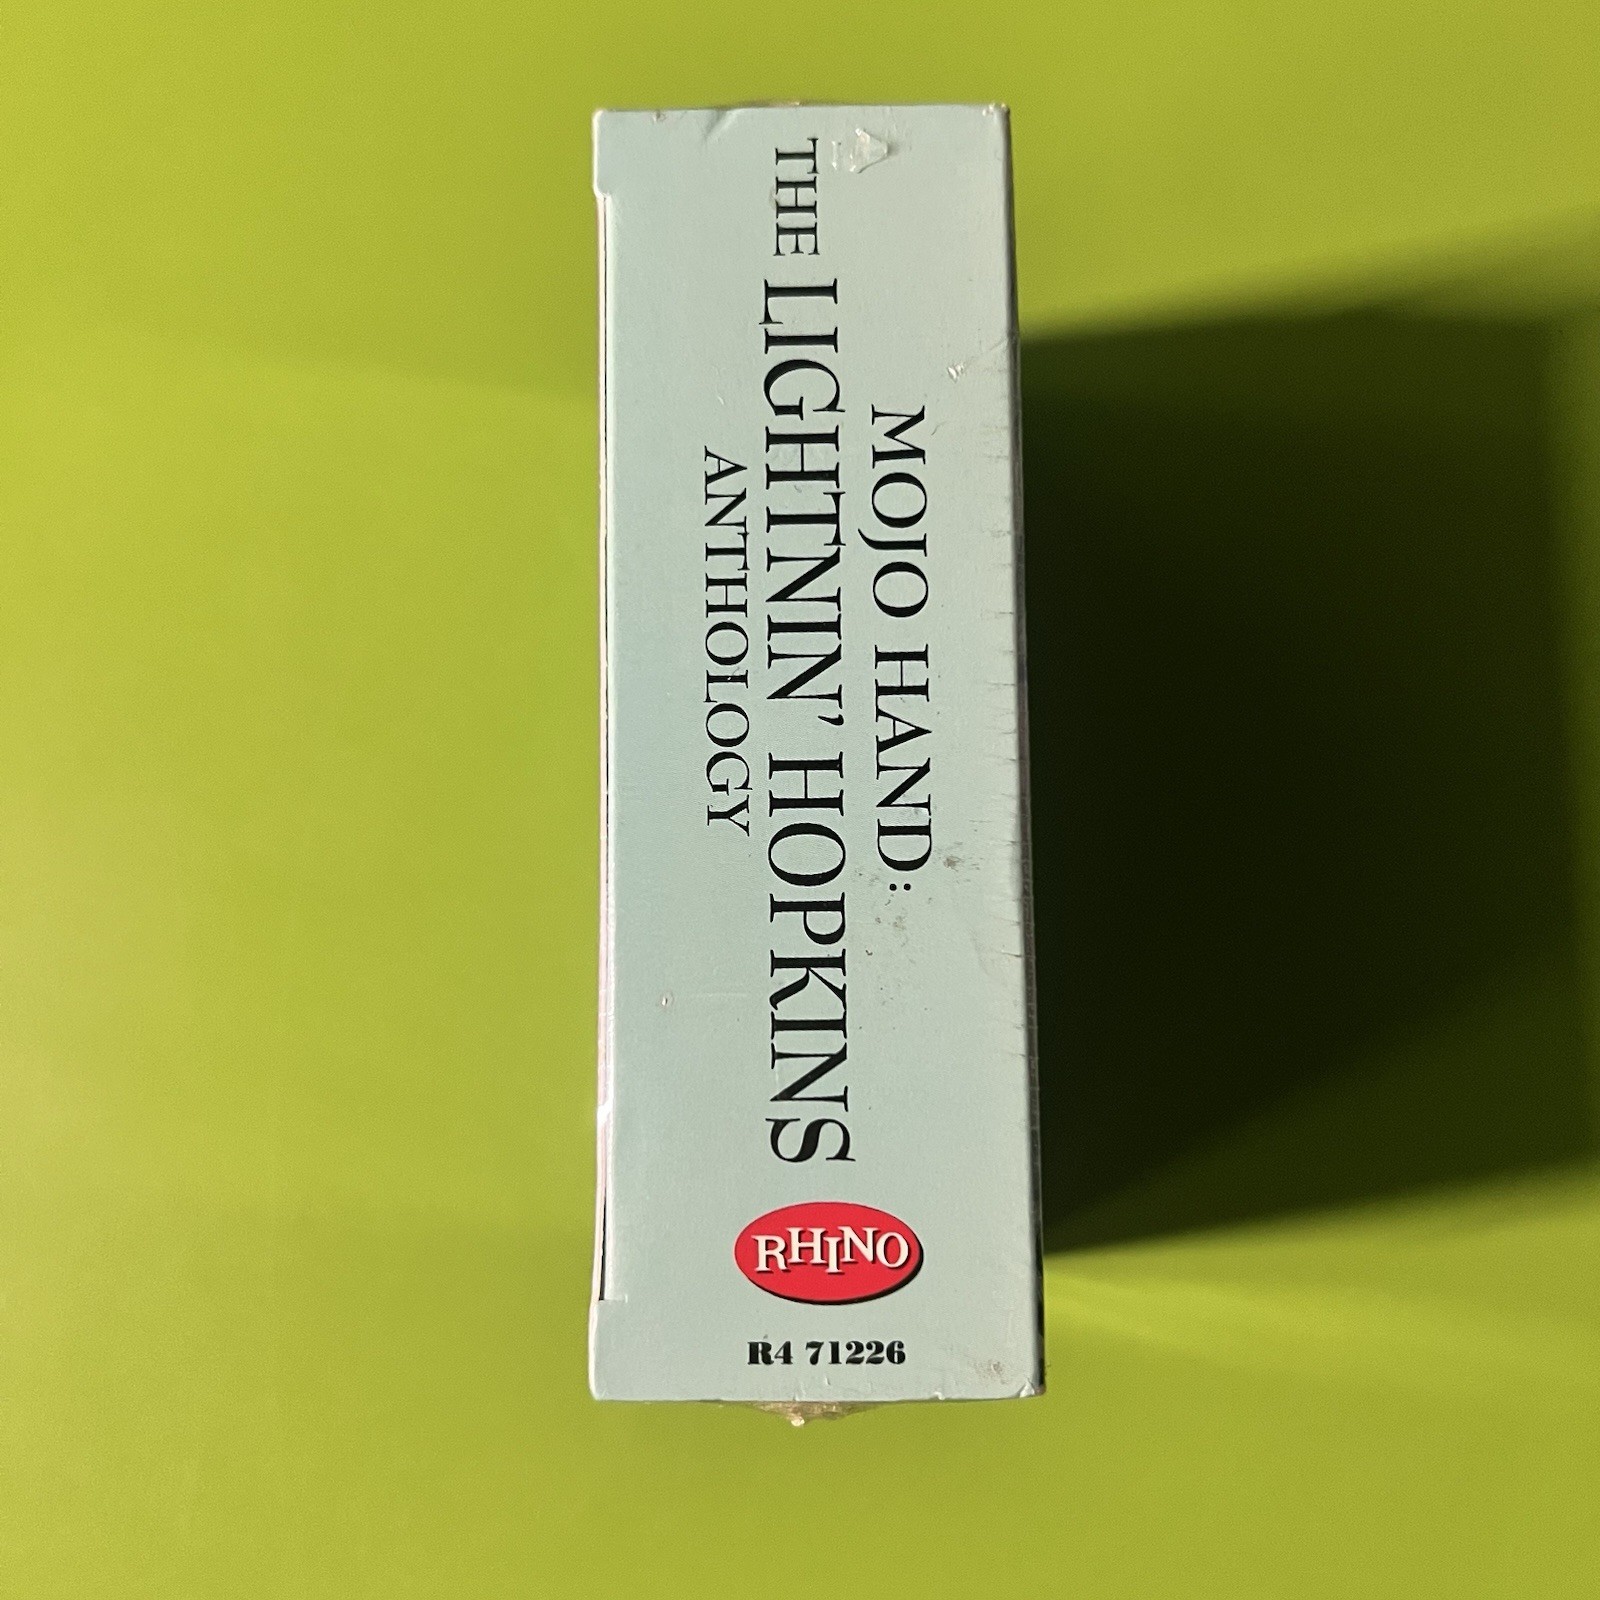 MOJO HAND:
THE LIGHTNIN’ HOPKINS
ANTHOLOGY
RHINO
R4 71226